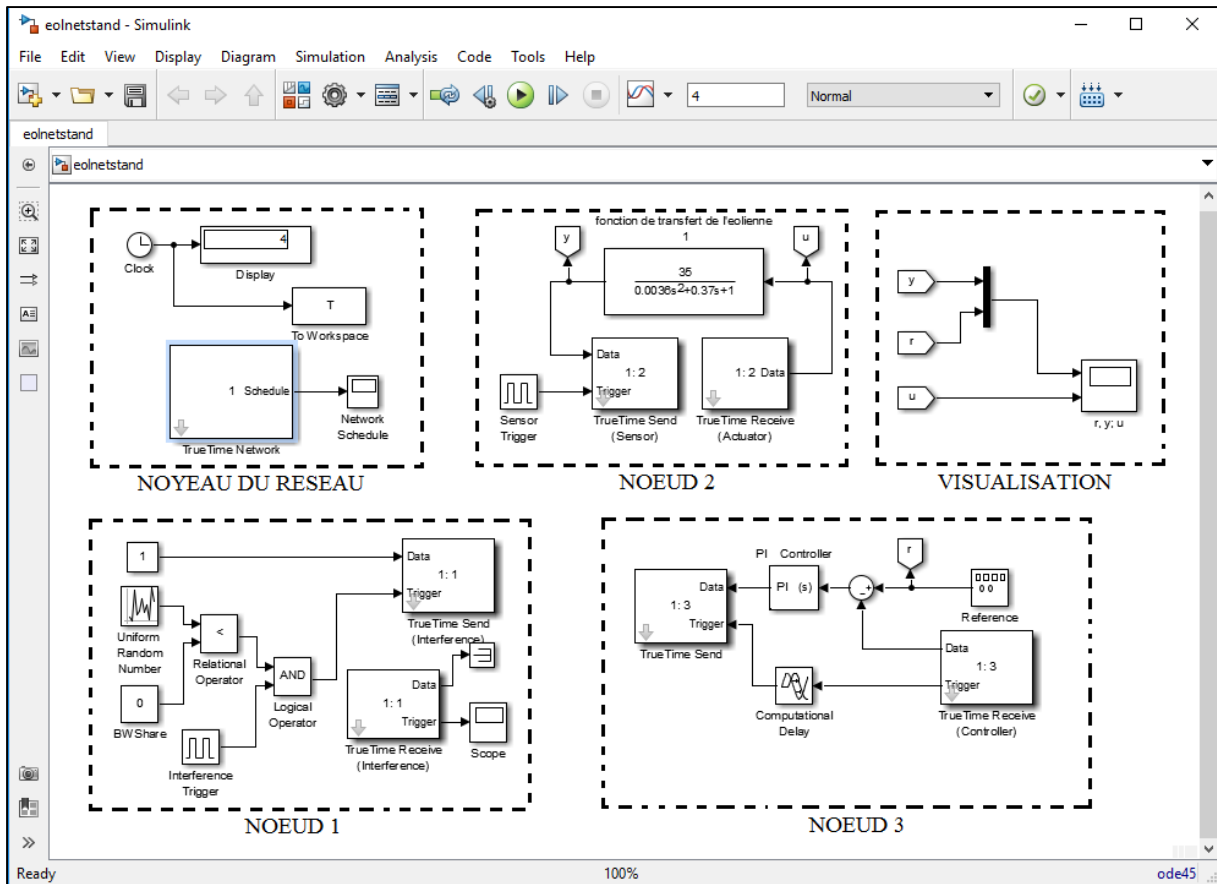 eolnetstand - Simulink
File Edit View Display Diagram Simulation Analysis Code Tools Help
4 Normal
eolnetstand
eolnetstand
Clock
4
Display
T
To Workspace
1 Schedule
TrueTime Network
Network
Schedule
NOYEAU DU RESEAU
fonction de transfert de l'eolienne
1
y
u
35
0.0036s2+0.37s+1
Data
1: 2
Trigger
TrueTime Send
(Sensor)
1: 2 Data
TrueTime Receive
(Actuator)
Sensor
Trigger
NOEUD 2
y
r
u
r, y; u
VISUALISATION
1
Data
1: 1
Trigger
TrueTime Send
(Interference)
Uniform
Random
Number
<
Relational
Operator
0
BWShare
AND
Logical
Operator
Interference
Trigger
Data
1: 1
Trigger
TrueTime Receive
(Interference)
Scope
NOEUD 1
PI Controller
r
Data
1: 3
Trigger
TrueTime Send
PI (s)
Reference
Data
1: 3
Trigger
TrueTime Receive
(Controller)
Computational
Delay
NOEUD 3
Ready 100% ode45